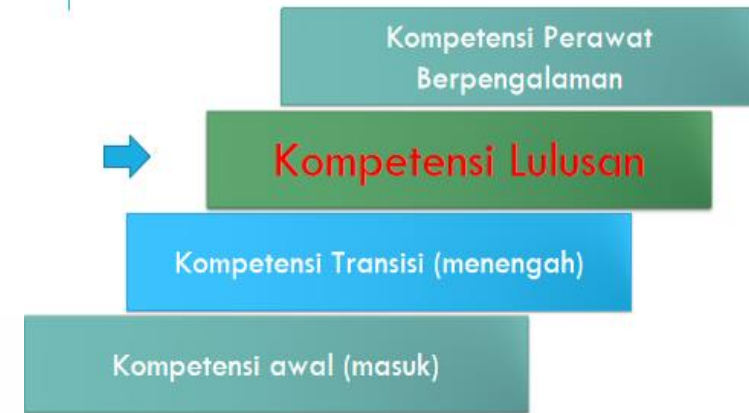 Kompetensi Perawat
Berpengalaman
Kompetensi Lulusan
Kompetensi Transisi (menengah)
Kompetensi awal (masuk)